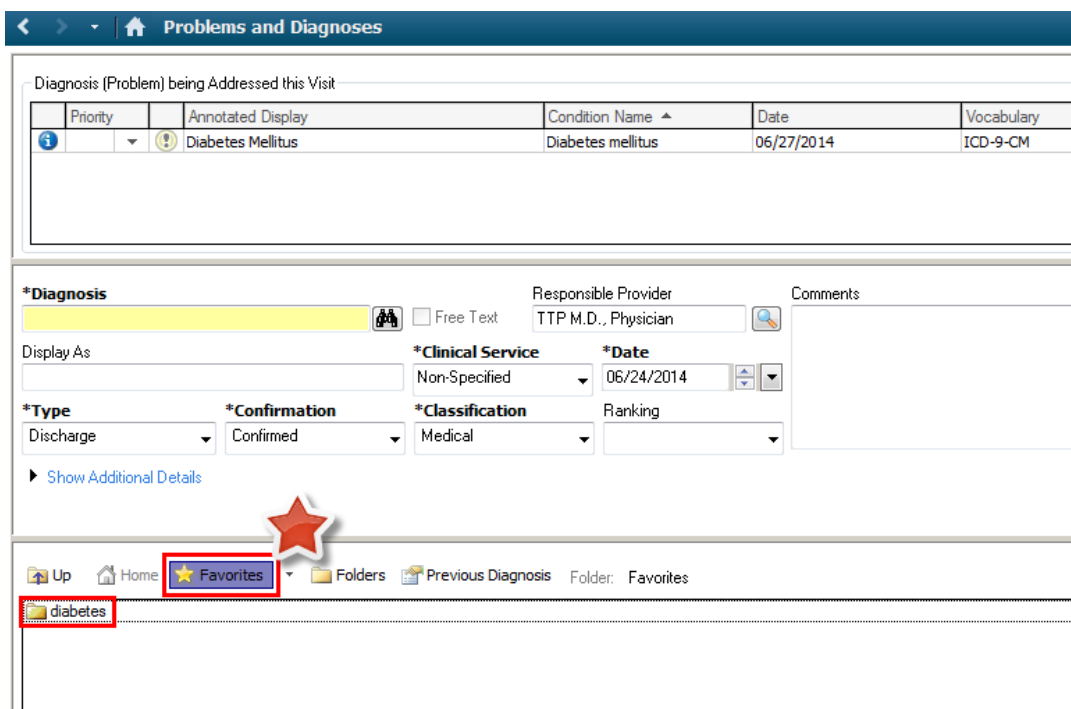 Problems and Diagnoses
Diagnosis (Problem) being Addressed this Visit
Priority Annotated Display Condition Name Date Vocabulary
Diabetes Mellitus Diabetes mellitus 06/27/2014 ICD-9-CM
*Diagnosis Responsible Provider Comments
Free Text TTP M.D., Physician
Display As *Clinical Service *Date
Non-Specified 06/24/2014
*Type *Confirmation *Classification Ranking
Discharge Confirmed Medical
Show Additional Details
Up Home Favorites Folders Previous Diagnosis Folder: Favorites
diabetes